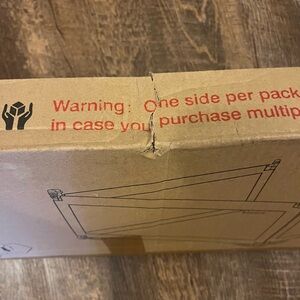 Warning: One side per pack
in case you purchase multip